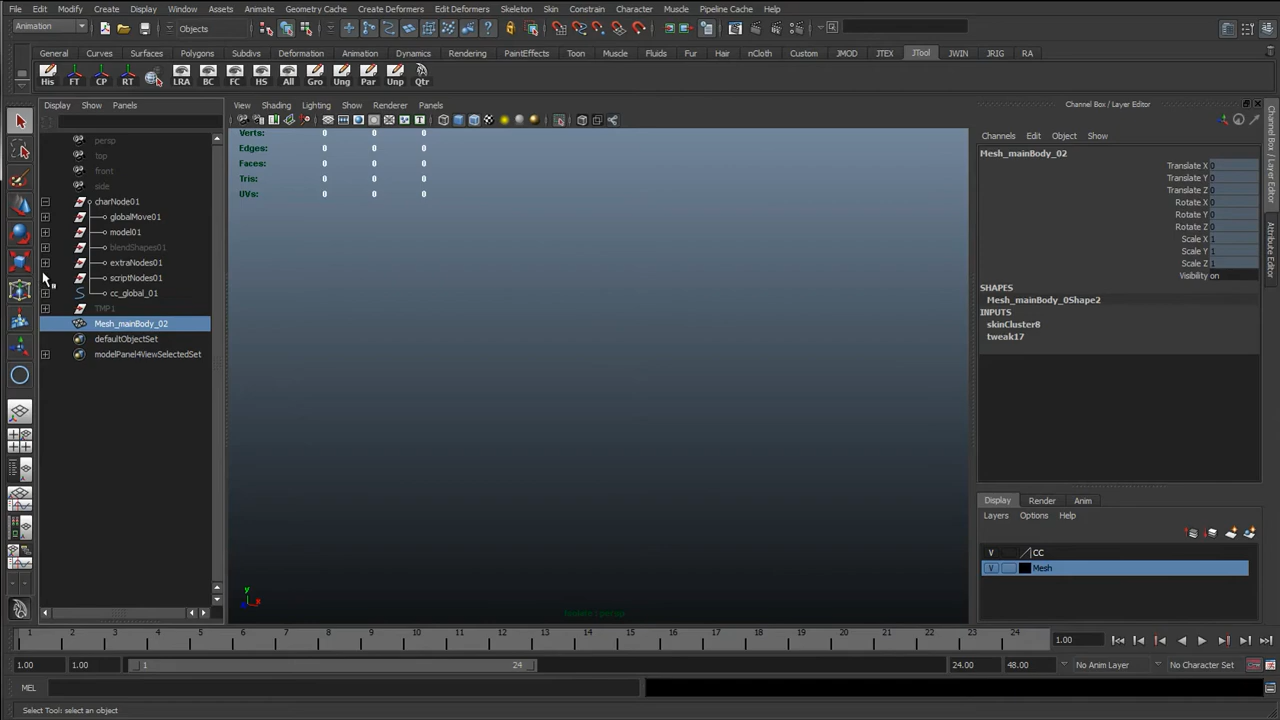 File Edit Modify Create Display Window Assets Animate Geometry Cache Create Deformers Edit Deformers Skeleton Skin Constrain Character Muscle Pipeline Cache Help
Animation Objects
General Curves Surfaces Polygons Subdivs Deformation Animation Dynamics Rendering PaintEffects Toon Muscle Fluids Fur Hair nCloth Custom JMOD JTEX JTool JWIN JRIG RA
His FT CP RT LRA BC FC HS All Gro Ung Par Unp Qtr
Display Show Panels
View Shading Lighting Show Renderer Panels
Channel Box / Layer Editor
Channels Edit Object Show
persp
top
front
side
charNode01
globalMove01
model01
blendShapes01
extraNodes01
scriptNodes01
cc_global_01
TMP1
Mesh_mainBody_02
defaultObjectSet
modelPanel4ViewSelectedSet
Verts: 0 0 0
Edges: 0 0 0
Faces: 0 0 0
Tris: 0 0 0
UVs: 0 0 0
y
Mesh_mainBody_02
Translate X 0
Translate Y 0
Translate Z 0
Rotate X 0
Rotate Y 0
Rotate Z 0
Scale X 1
Scale Y 1
Scale Z 1
Visibility on
SHAPES
Mesh_mainBody_0Shape2
INPUTS
skinCluster8
tweak17
Display Render Anim
Layers Options Help
V CC
V Mesh
Channel Box / Layer Editor
Attribute Editor
1 2 3 4 5 6 7 8 9 10 11 12 13 14 15 16 17 18 19 20 21 22 23 24 1.00
1.00 1.00 1 24 24.00 48.00 No Anim Layer No Character Set
MEL
Select Tool: select an object